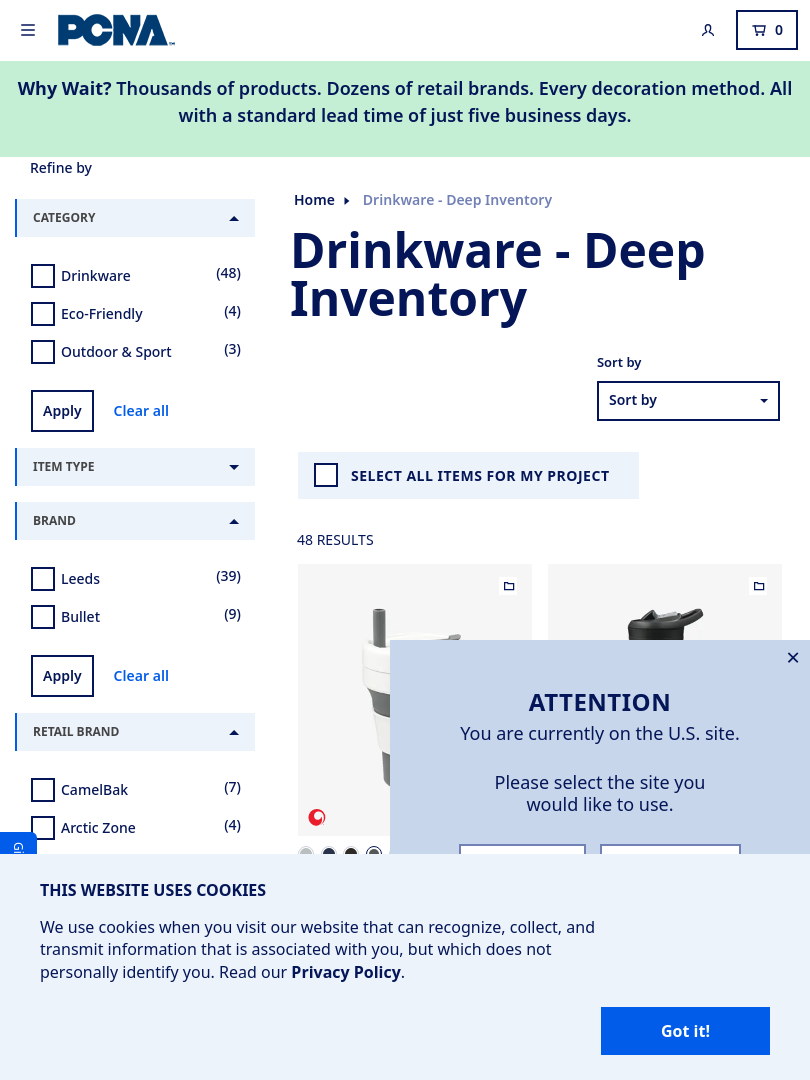 PCNA
0
Why Wait? Thousands of products. Dozens of retail brands. Every decoration method. All
with a standard lead time of just five business days.
Refine by
CATEGORY
Drinkware (48)
Eco-Friendly (4)
Outdoor & Sport (3)
Apply Clear all
ITEM TYPE
BRAND
Leeds (39)
Bullet (9)
Apply Clear all
RETAIL BRAND
CamelBak (7)
Arctic Zone (4)
Home Drinkware - Deep Inventory
Drinkware - Deep
Inventory
Sort by
Sort by
SELECT ALL ITEMS FOR MY PROJECT
48 RESULTS
ATTENTION
You are currently on the U.S. site.
Please select the site you
would like to use.
THIS WEBSITE USES COOKIES
We use cookies when you visit our website that can recognize, collect, and
transmit information that is associated with you, but which does not
personally identify you. Read our Privacy Policy.
Got it!